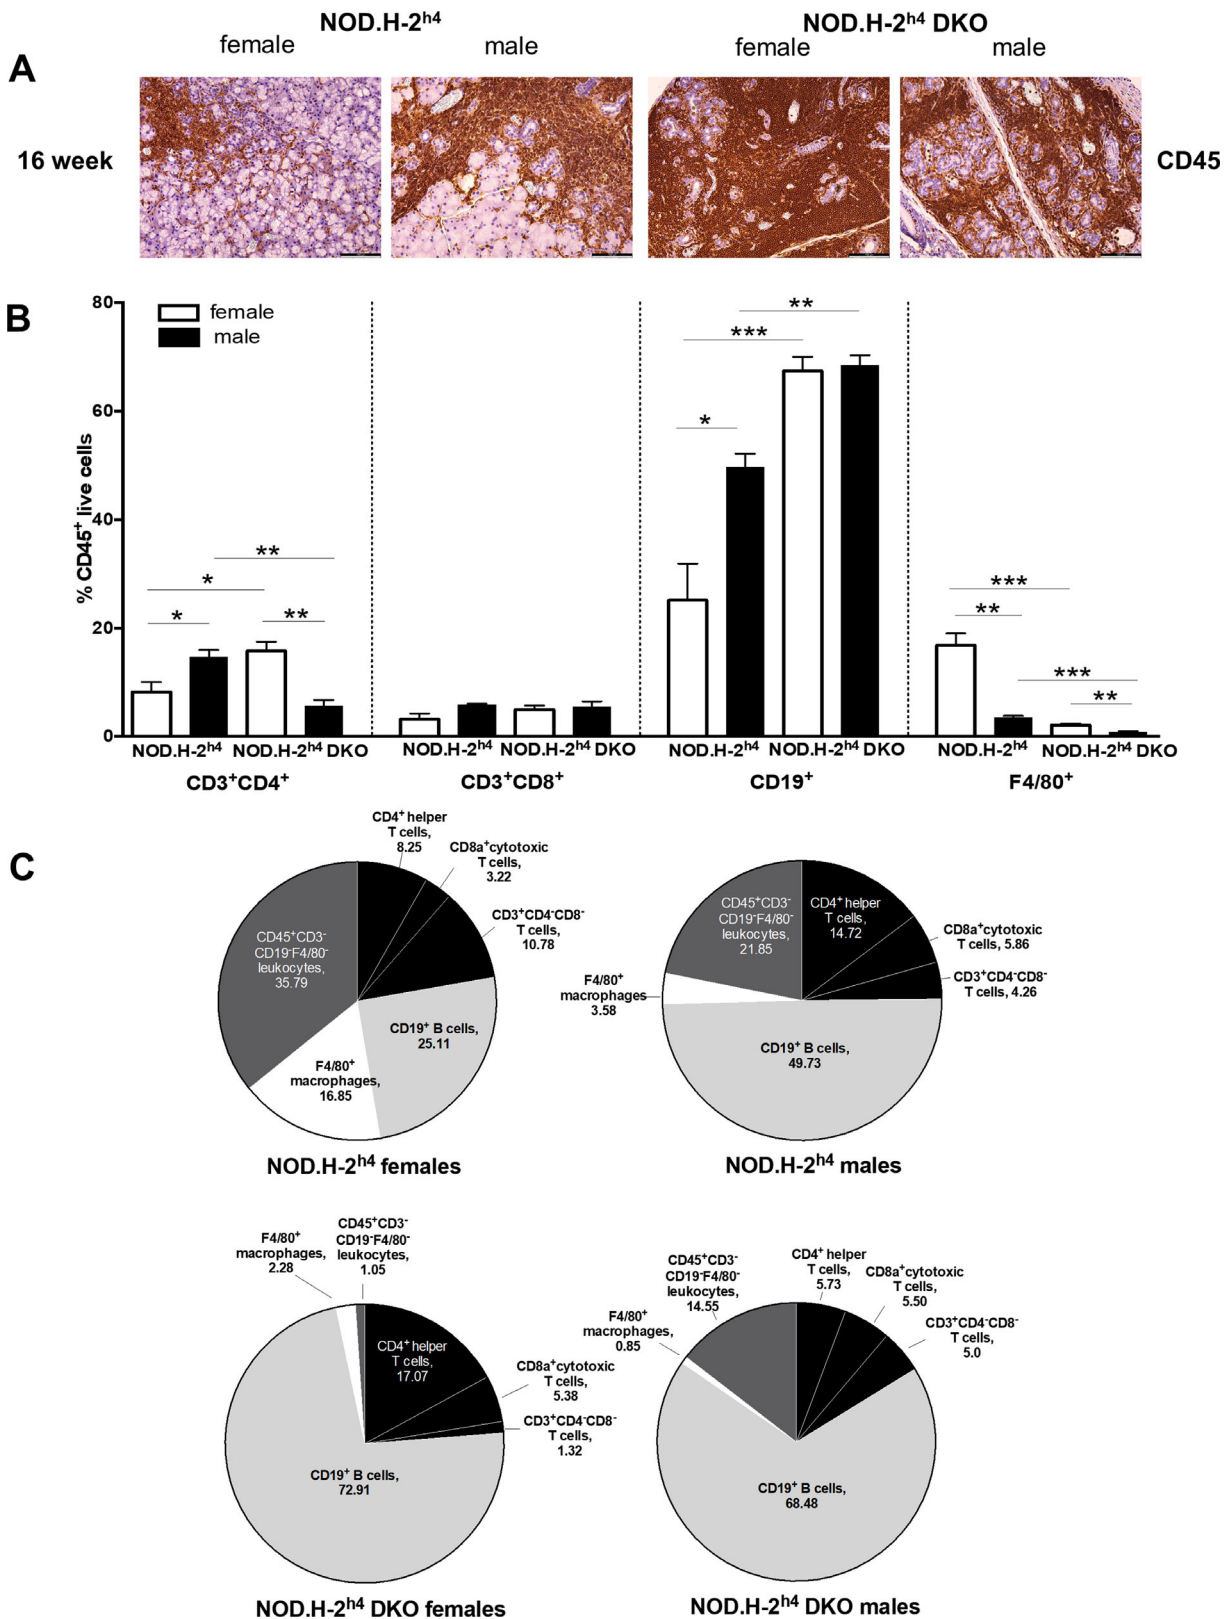 NOD.H-2ʰ⁴
NOD.H-2ʰ⁴ DKO
female
male
female
male
A
16 week
CD45
B
female
male
% CD45⁺ live cells
80
60
40
20
0
*
*
**
**
*
***
**
***
**
***
**
NOD.H-2ʰ⁴
NOD.H-2ʰ⁴ DKO
NOD.H-2ʰ⁴
NOD.H-2ʰ⁴ DKO
NOD.H-2ʰ⁴
NOD.H-2ʰ⁴ DKO
NOD.H-2ʰ⁴
NOD.H-2ʰ⁴ DKO
CD3⁺CD4⁺
CD3⁺CD8⁺
CD19⁺
F4/80⁺
C
CD4⁺ helper
T cells,
8.25
CD8a⁺cytotoxic
T cells,
3.22
CD3⁺CD4⁻CD8⁻
T cells,
10.78
CD19⁺ B cells,
25.11
F4/80⁺
macrophages,
16.85
CD45⁺CD3⁻
CD19⁻F4/80⁻
leukocytes,
35.79
NOD.H-2ʰ⁴ females
CD4⁺ helper
T cells,
14.72
CD8a⁺cytotoxic
T cells, 5.86
CD3⁺CD4⁻CD8⁻
T cells, 4.26
CD19⁺ B cells,
49.73
F4/80⁺
macrophages
3.58
CD45⁺CD3⁻
CD19⁻F4/80⁻
leukocytes,
21.85
NOD.H-2ʰ⁴ males
F4/80⁺
macrophages,
2.28
CD45⁺CD3⁻
CD19⁻F4/80⁻
leukocytes,
1.05
CD4⁺ helper
T cells,
17.07
CD8a⁺cytotoxic
T cells,
5.38
CD3⁺CD4⁻CD8⁻
T cells,
1.32
CD19⁺ B cells,
72.91
NOD.H-2ʰ⁴ DKO females
F4/80⁺
macrophages,
0.85
CD45⁺CD3⁻
CD19⁻F4/80⁻
leukocytes,
14.55
CD4⁺ helper
T cells,
5.73
CD8a⁺cytotoxic
T cells,
5.50
CD3⁺CD4⁻CD8⁻
T cells,
5.0
CD19⁺ B cells,
68.48
NOD.H-2ʰ⁴ DKO males